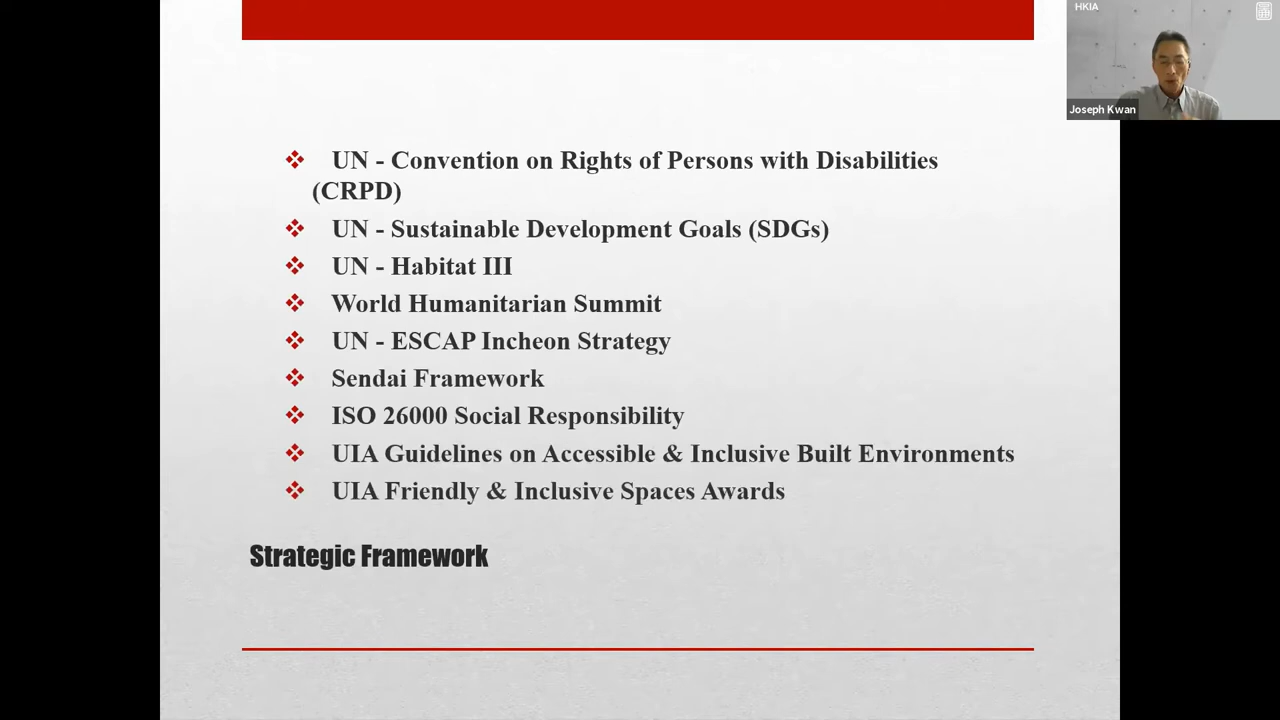 HKIA
Joseph Kwan
UN - Convention on Rights of Persons with Disabilities
(CRPD)
UN - Sustainable Development Goals (SDGs)
UN - Habitat III
World Humanitarian Summit
UN - ESCAP Incheon Strategy
Sendai Framework
ISO 26000 Social Responsibility
UIA Guidelines on Accessible & Inclusive Built Environments
UIA Friendly & Inclusive Spaces Awards
Strategic Framework